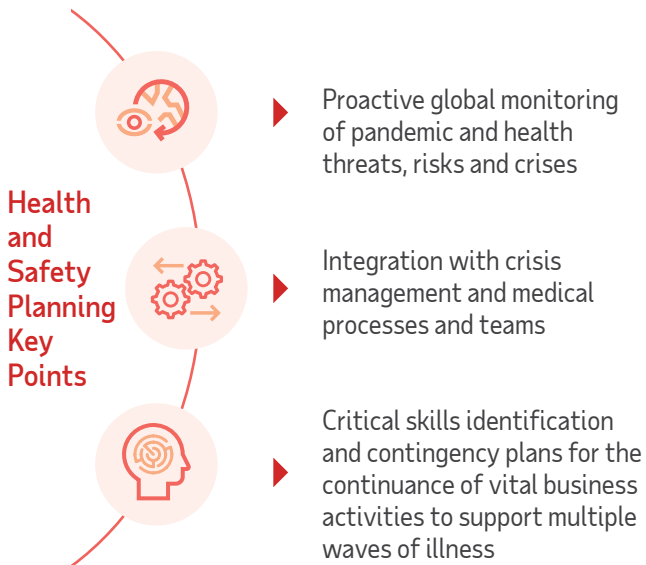 Health
and
Safety
Planning
Key
Points
Proactive global monitoring
of pandemic and health
threats, risks and crises
Integration with crisis
management and medical
processes and teams
Critical skills identification
and contingency plans for the
continuance of vital business
activities to support multiple
waves of illness